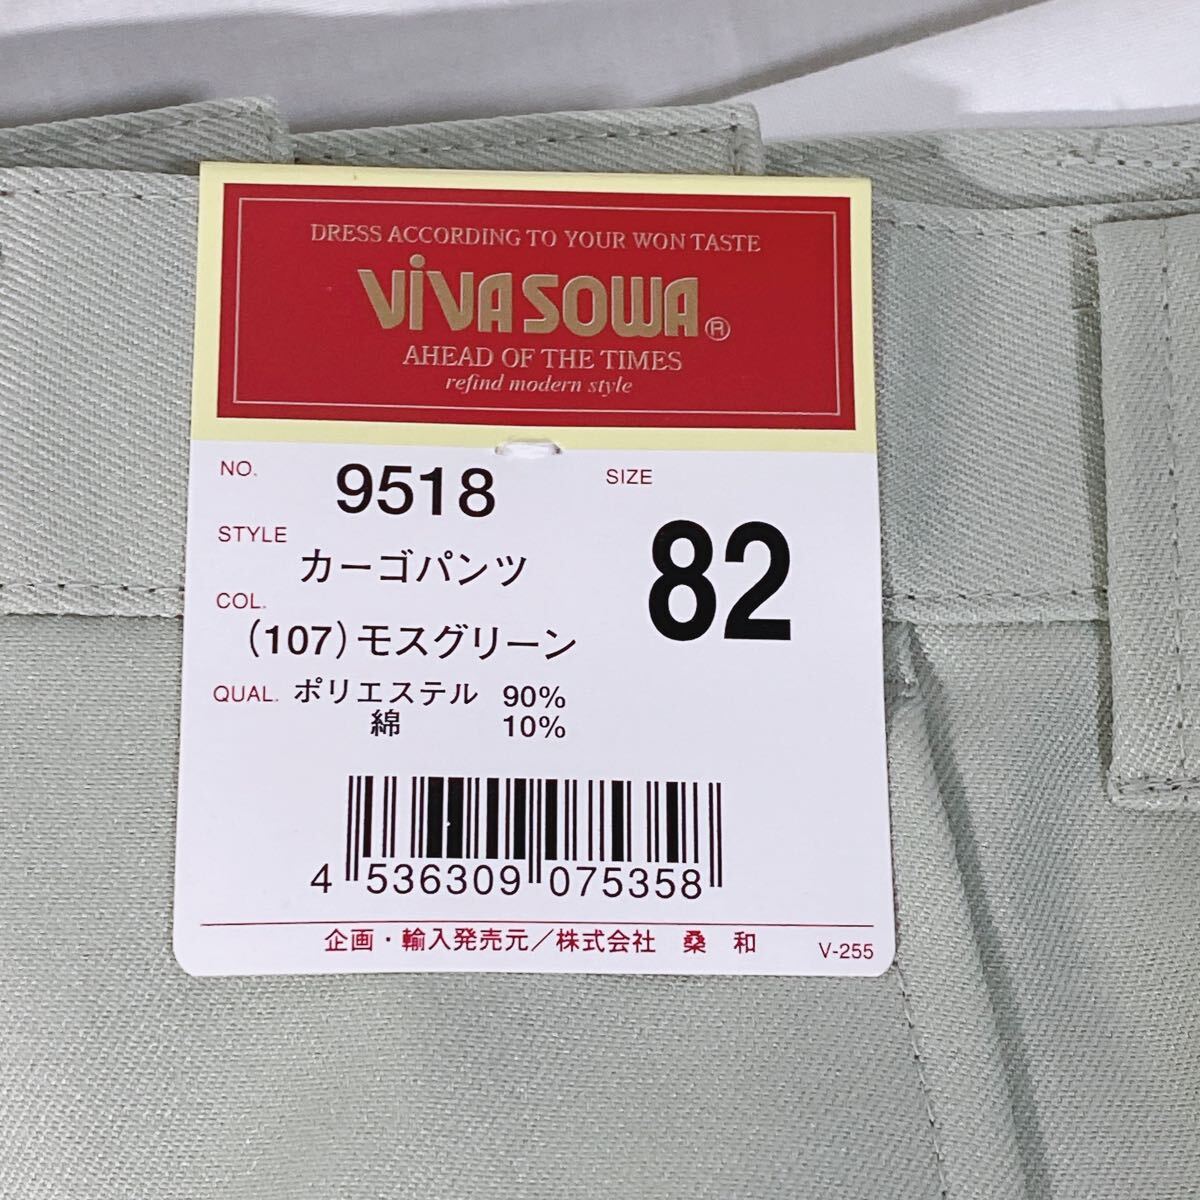 DRESS ACCORDING TO YOUR WON TASTE
ViVA SOWA ®
AHEAD OF THE TIMES
refind modern style
NO. 9518
SIZE 82
STYLE カーゴパンツ
COL. (107)モスグリーン
QUAL. ポリエステル 90%
綿 10%
4 536309 075358
企画・輸入発売元／株式会社 桑 和
V-255